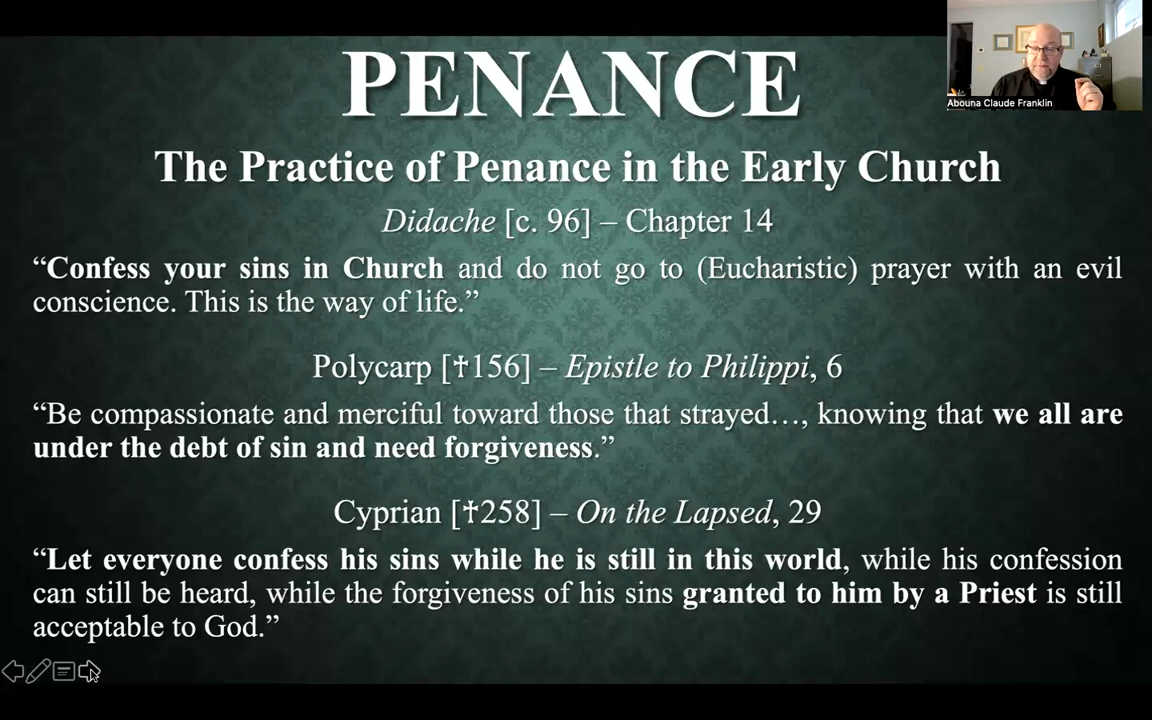 PENANCE
Abouna Claude Franklin
The Practice of Penance in the Early Church
Didache [c. 96] – Chapter 14
“Confess your sins in Church and do not go to (Eucharistic) prayer with an evil
conscience. This is the way of life.”
Polycarp [✝156] – Epistle to Philippi, 6
“Be compassionate and merciful toward those that strayed…, knowing that we all are
under the debt of sin and need forgiveness.”
Cyprian [✝258] – On the Lapsed, 29
“Let everyone confess his sins while he is still in this world, while his confession
can still be heard, while the forgiveness of his sins granted to him by a Priest is still
acceptable to God.”